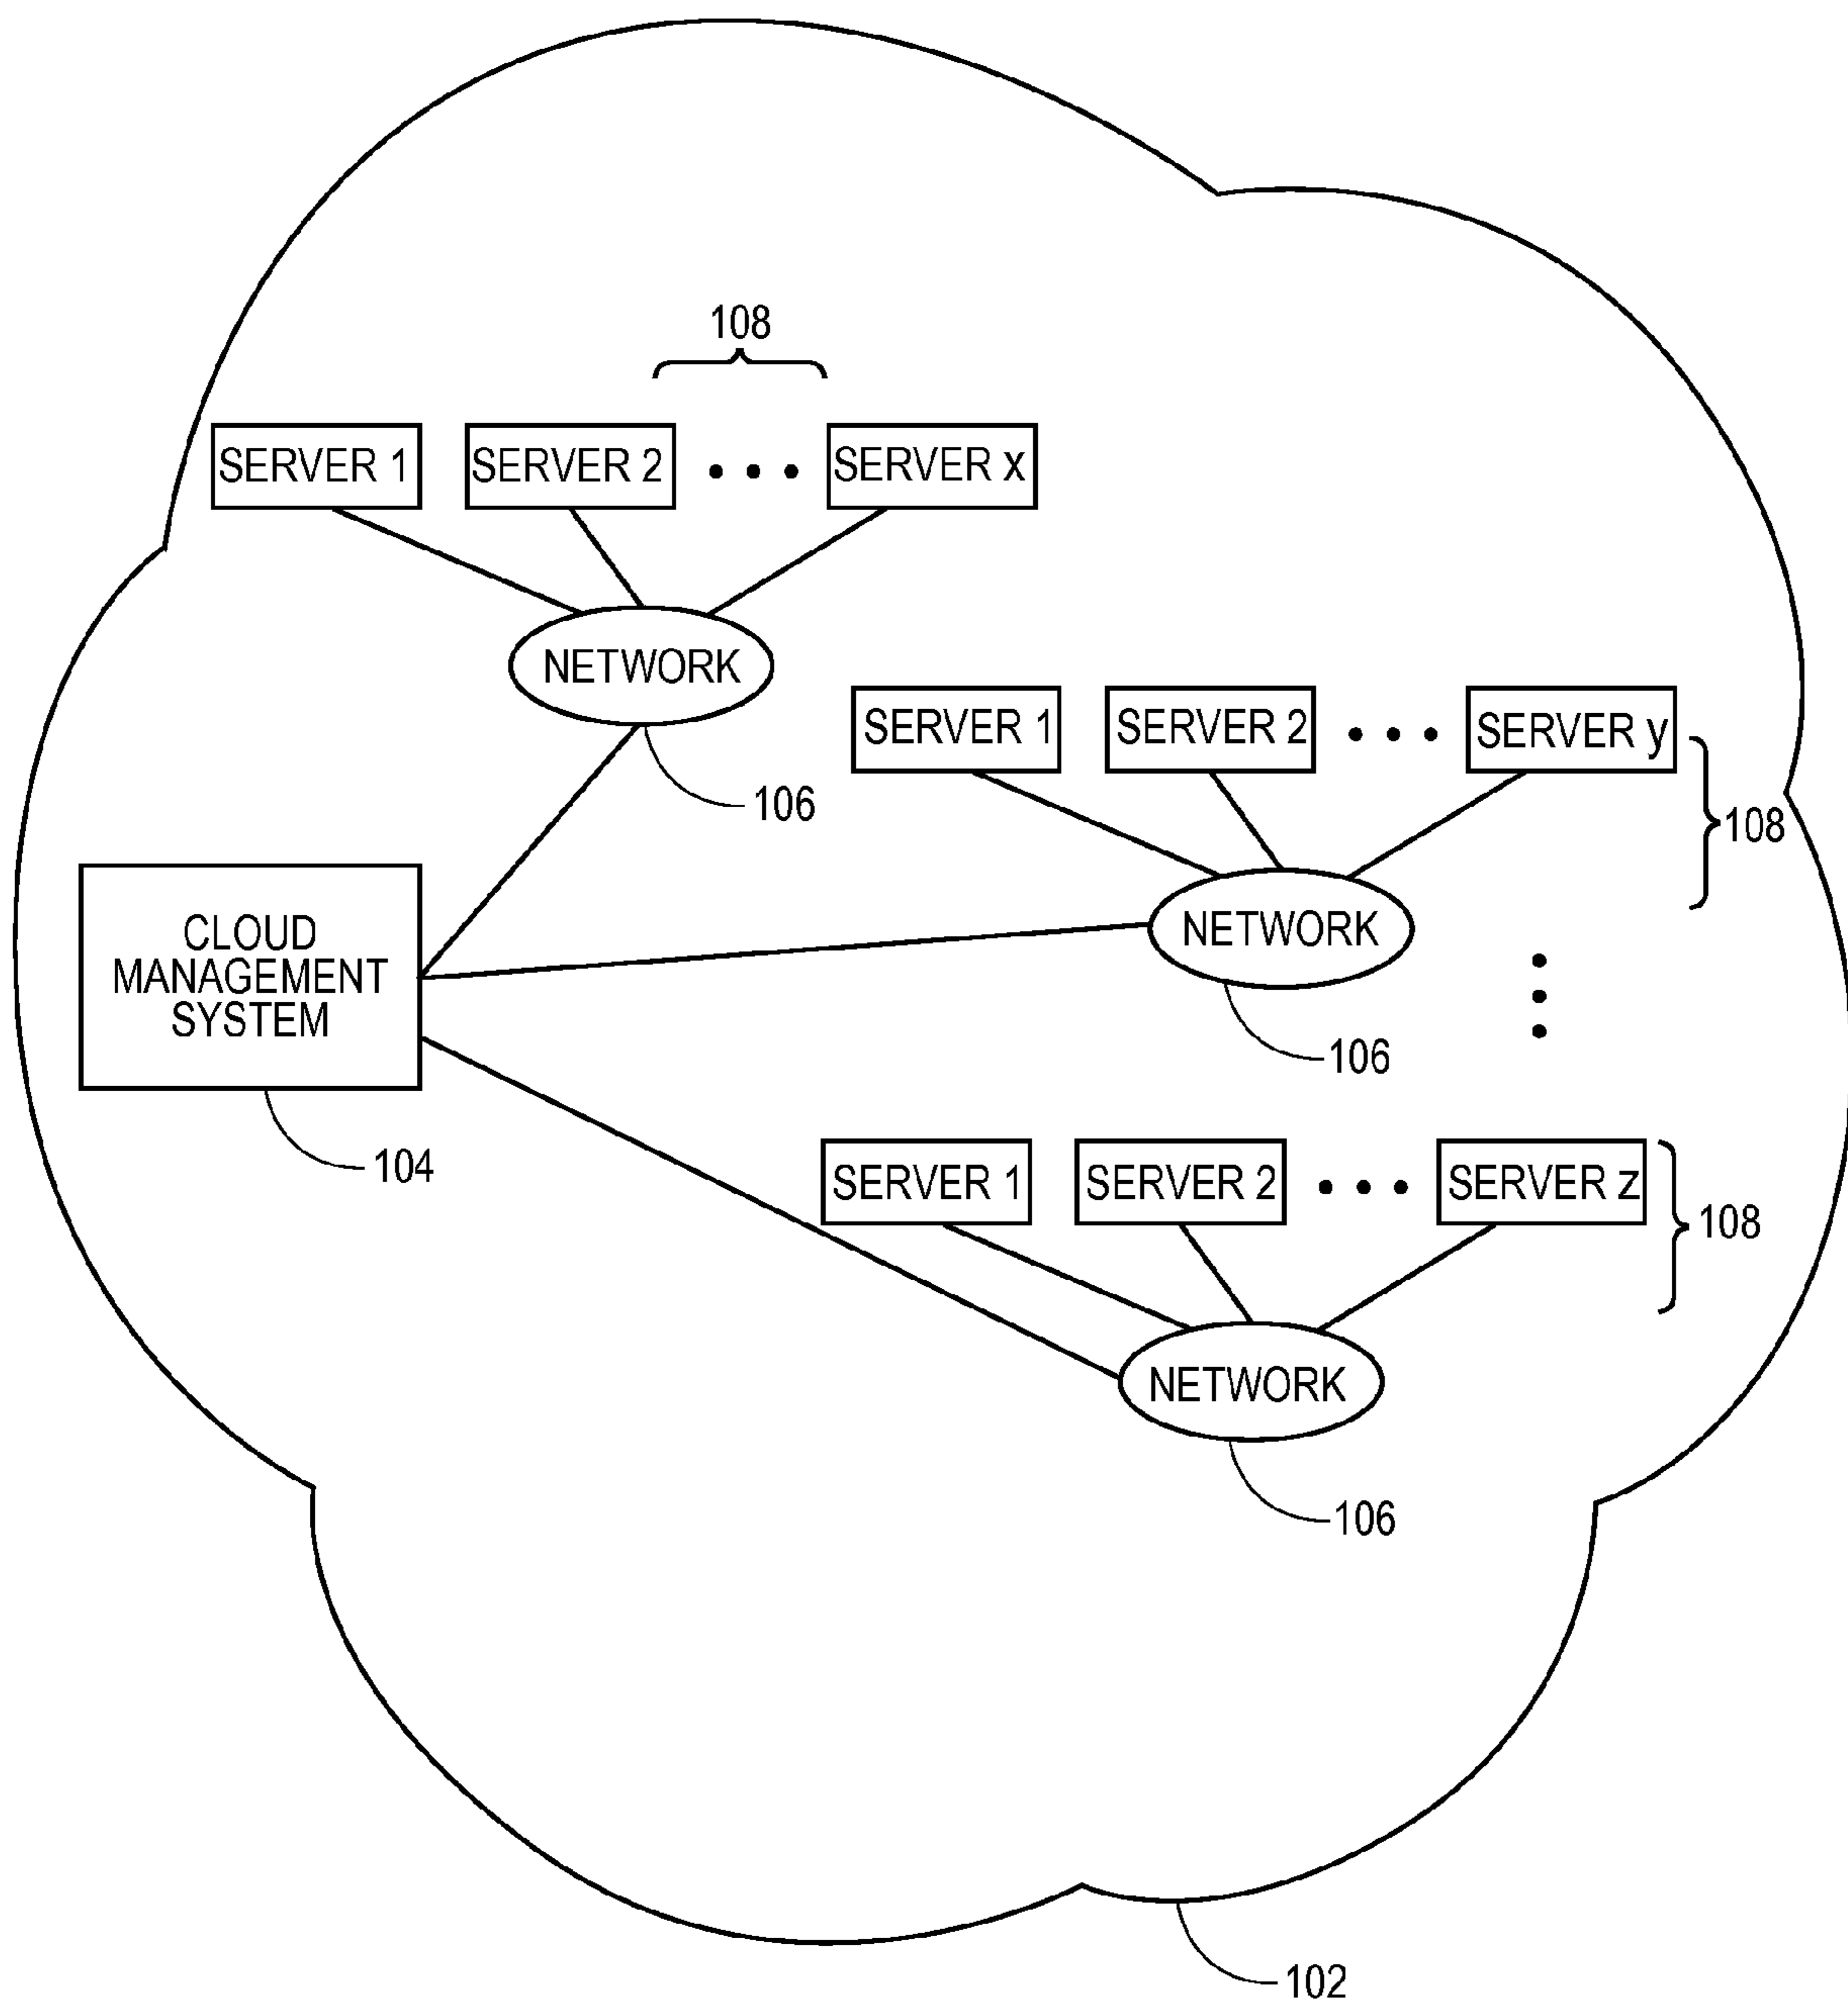 108
SERVER 1
SERVER 2
SERVER x
NETWORK
106
SERVER 1
SERVER 2
SERVER y
108
NETWORK
106
CLOUD
MANAGEMENT
SYSTEM
104
SERVER 1
SERVER 2
SERVER z
108
NETWORK
106
102